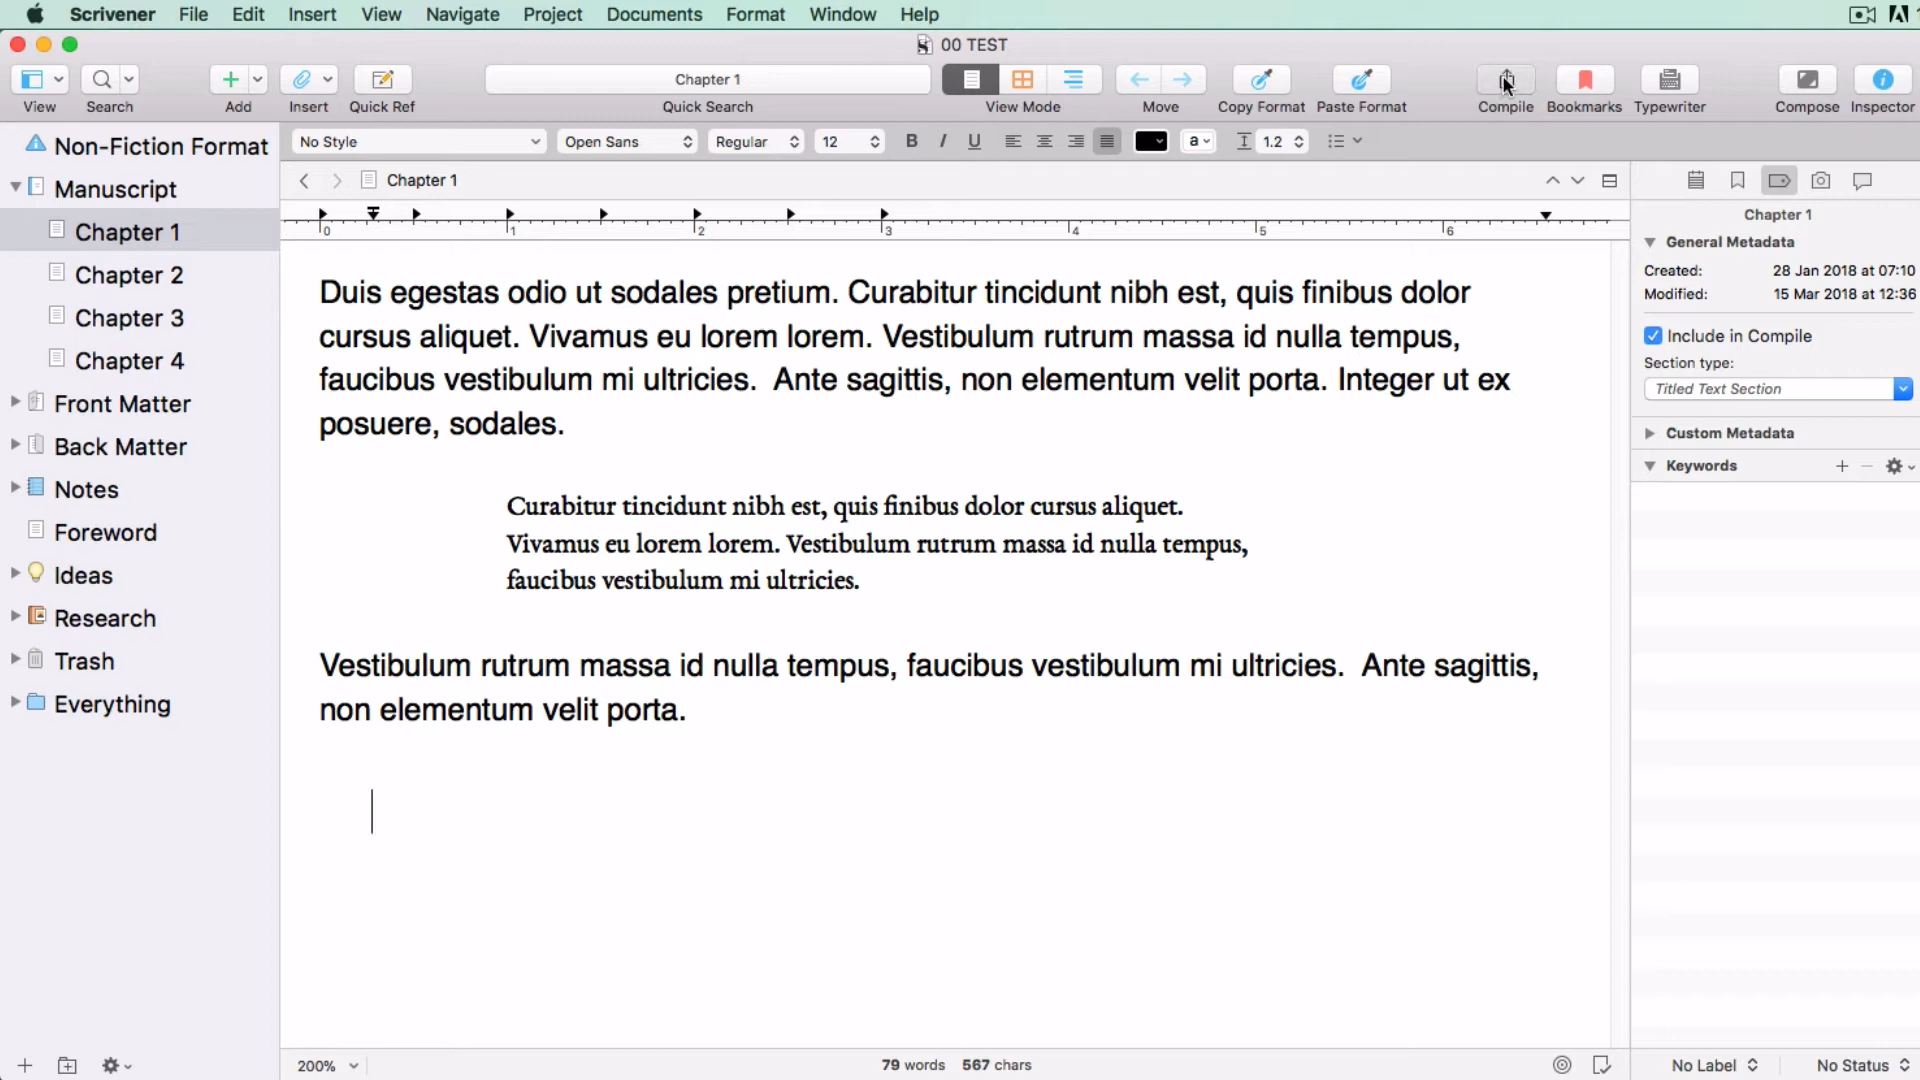 Scrivener File Edit Insert View Navigate Project Documents Format Window Help
00 TEST
Chapter 1
View Search Add Insert Quick Ref Quick Search View Mode Move Copy Format Paste Format Compile Bookmarks Typewriter Compose Inspector
No Style Open Sans Regular 12 B I U a 1.2
Non-Fiction Format
Manuscript
Chapter 1
Chapter 2
Chapter 3
Chapter 4
Front Matter
Back Matter
Notes
Foreword
Ideas
Research
Trash
Everything
Chapter 1
0 1 2 3 4 5 6
Duis egestas odio ut sodales pretium. Curabitur tincidunt nibh est, quis finibus dolor
cursus aliquet. Vivamus eu lorem lorem. Vestibulum rutrum massa id nulla tempus,
faucibus vestibulum mi ultricies.  Ante sagittis, non elementum velit porta. Integer ut ex
posuere, sodales.
Curabitur tincidunt nibh est, quis finibus dolor cursus aliquet.
Vivamus eu lorem lorem. Vestibulum rutrum massa id nulla tempus,
faucibus vestibulum mi ultricies.
Vestibulum rutrum massa id nulla tempus, faucibus vestibulum mi ultricies.  Ante sagittis,
non elementum velit porta.
Chapter 1
General Metadata
Created: 28 Jan 2018 at 07:10
Modified: 15 Mar 2018 at 12:36
Include in Compile
Section type:
Titled Text Section
Custom Metadata
Keywords
200% 79 words 567 chars No Label No Status